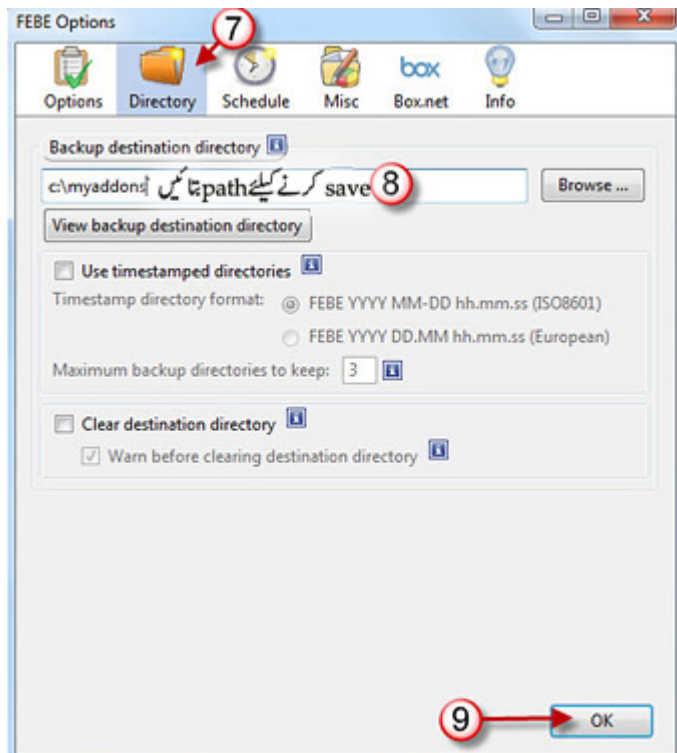 FEBE Options
7
Options Directory Schedule Misc Box.net Info
box
Backup destination directory
c:\myaddons save کرنے کیلئے path بتائیں 8 Browse ...
View backup destination directory
Use timestamped directories
Timestamp directory format: FEBE YYYY MM-DD hh.mm.ss (ISO8601)
FEBE YYYY DD.MM hh.mm.ss (European)
Maximum backup directories to keep: 3
Clear destination directory
Warn before clearing destination directory
9 OK